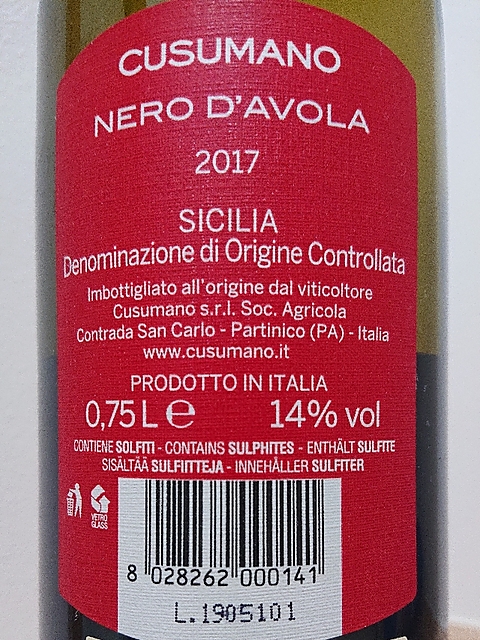 CUSUMANO
NERO D'AVOLA
2017
SICILIA
Denominazione di Origine Controllata
Imbottigliato all'origine dal viticoltore
Cusumano s.r.l. Soc. Agricola
Contrada San Carlo - Partinico (PA) - Italia
www.cusumano.it
PRODOTTO IN ITALIA
0,75 L ℮ 14% vol
CONTIENE SOLFITI - CONTAINS SULPHITES - ENTHÄLT SULFITE
SISÄLTÄÄ SULFIITTEJA - INNEHÅLLER SULFITER
VETRO
GLASS
8 028262 000141
L.1905101